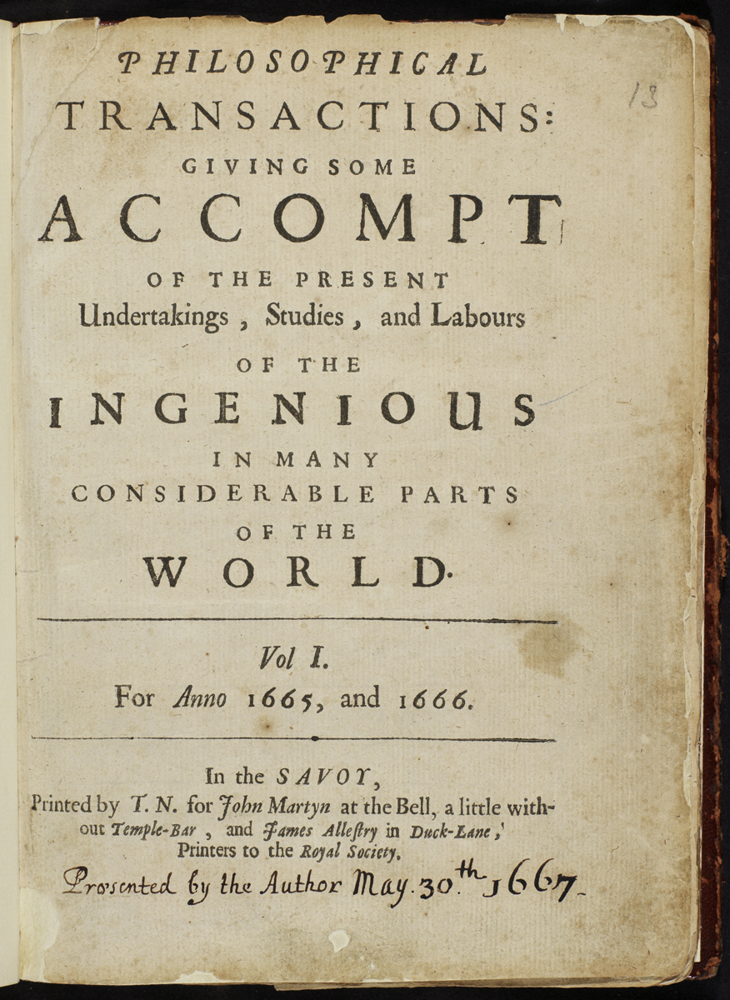 13
PHILOSOPHICAL
TRANSACTIONS:
GIVING SOME
ACCOMPT
OF THE PRESENT
Undertakings, Studies, and Labours
OF THE
INGENIOUS
IN MANY
CONSIDERABLE PARTS
OF THE
WORLD.
Vol I.
For Anno 1665, and 1666.
In the SAVOY,
Printed by T. N. for John Martyn at the Bell, a little with-
out Temple-Bar, and James Alleſtry in Duck-Lane,
Printers to the Royal Society.
Præsented by the Author May. 30.th 1667.